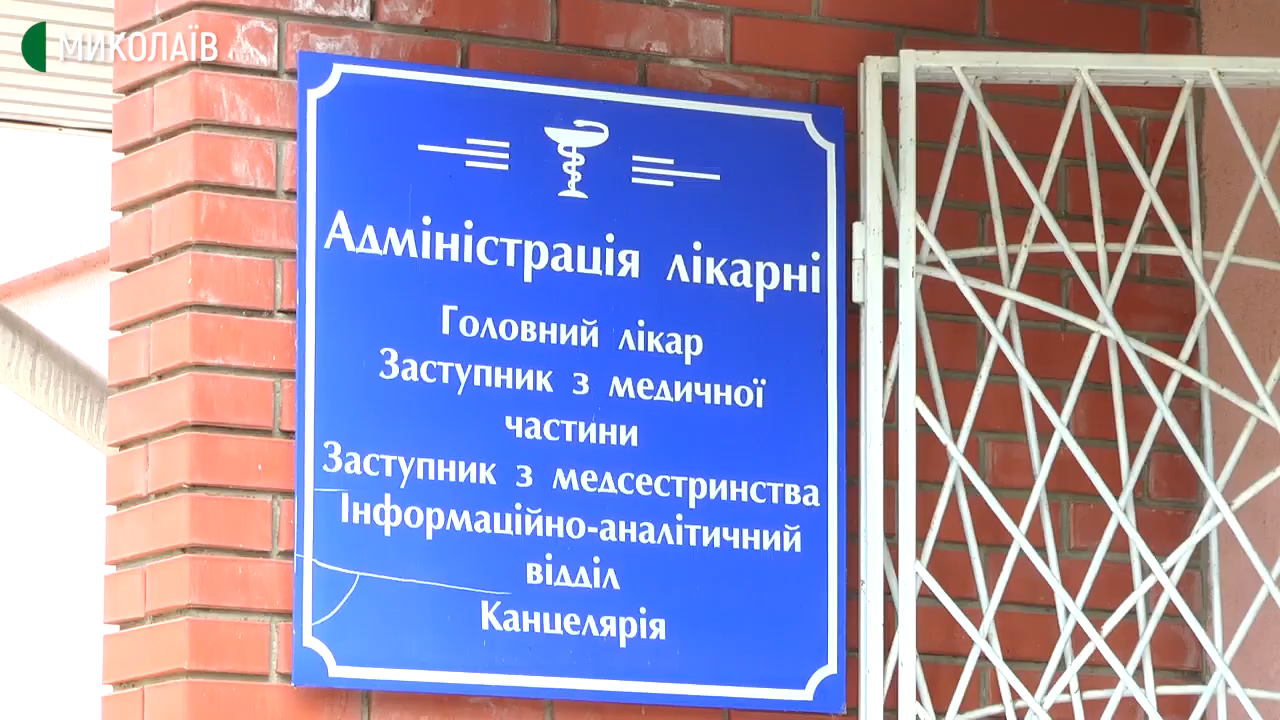 МИКОЛАЇВ
Адміністрація лікарні
Головний лікар
Заступник з медичної
частини
Заступник з медсестринства
Інформаційно-аналітичний
відділ
Канцелярія